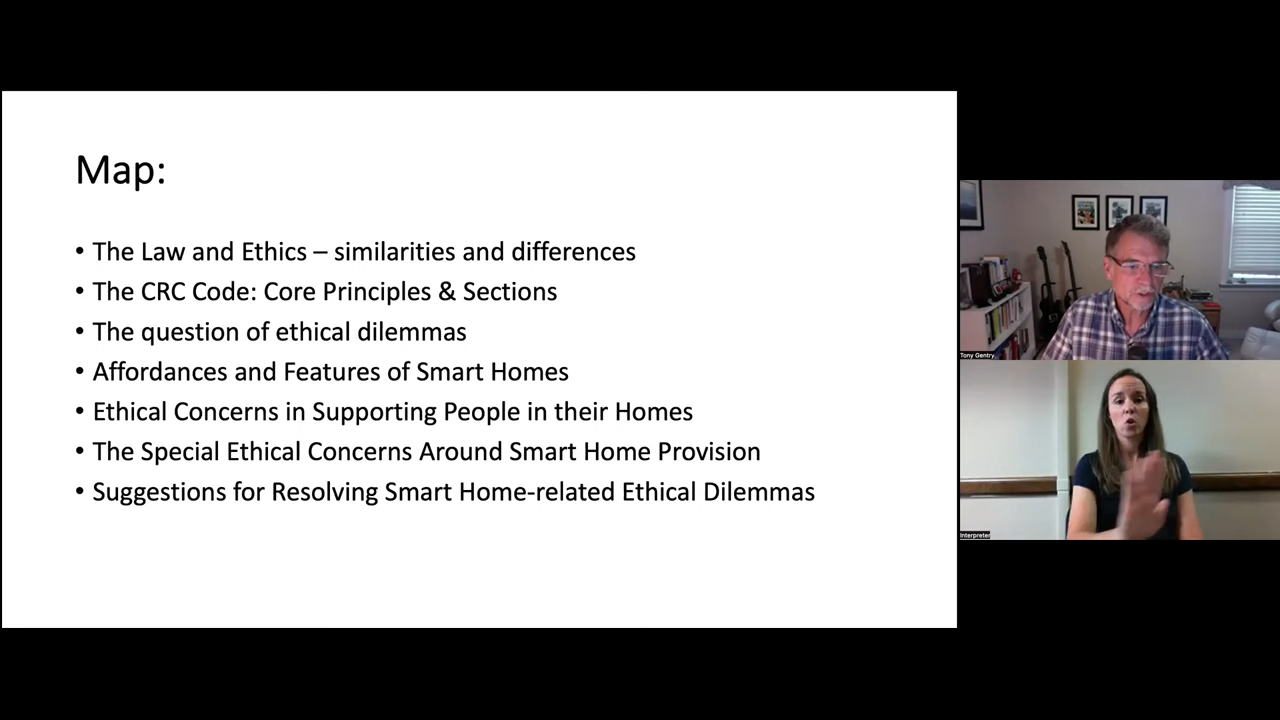 Map:
• The Law and Ethics – similarities and differences
• The CRC Code: Core Principles & Sections
• The question of ethical dilemmas
• Affordances and Features of Smart Homes
• Ethical Concerns in Supporting People in their Homes
• The Special Ethical Concerns Around Smart Home Provision
• Suggestions for Resolving Smart Home-related Ethical Dilemmas
Tony Gentry
Interpreter